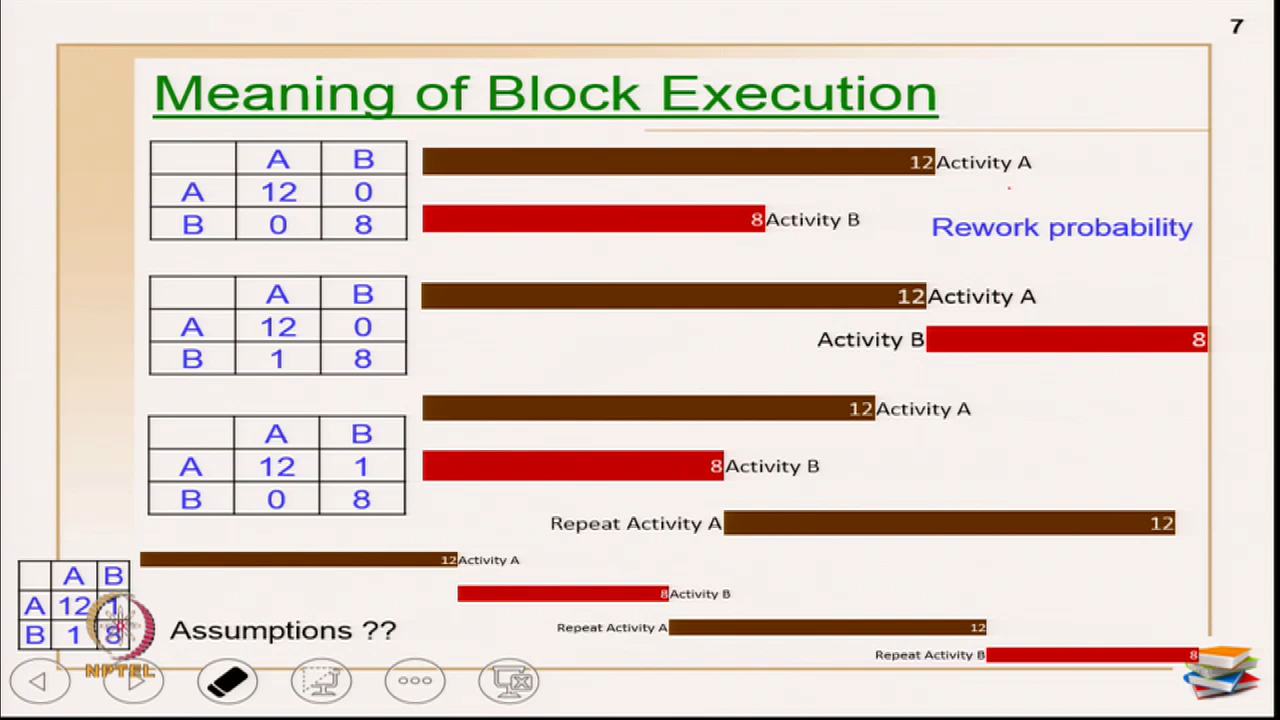 7
Meaning of Block Execution
A B
A 12 0
B 0 8
12 Activity A
8 Activity B
Rework probability
A B
A 12 0
B 1 8
12 Activity A
Activity B 8
A B
A 12 1
B 0 8
12 Activity A
8 Activity B
Repeat Activity A 12
A B
A 12 1
B 1 8
12 Activity A
8 Activity B
Repeat Activity A 12
Repeat Activity B 8
Assumptions ??
NPTEL